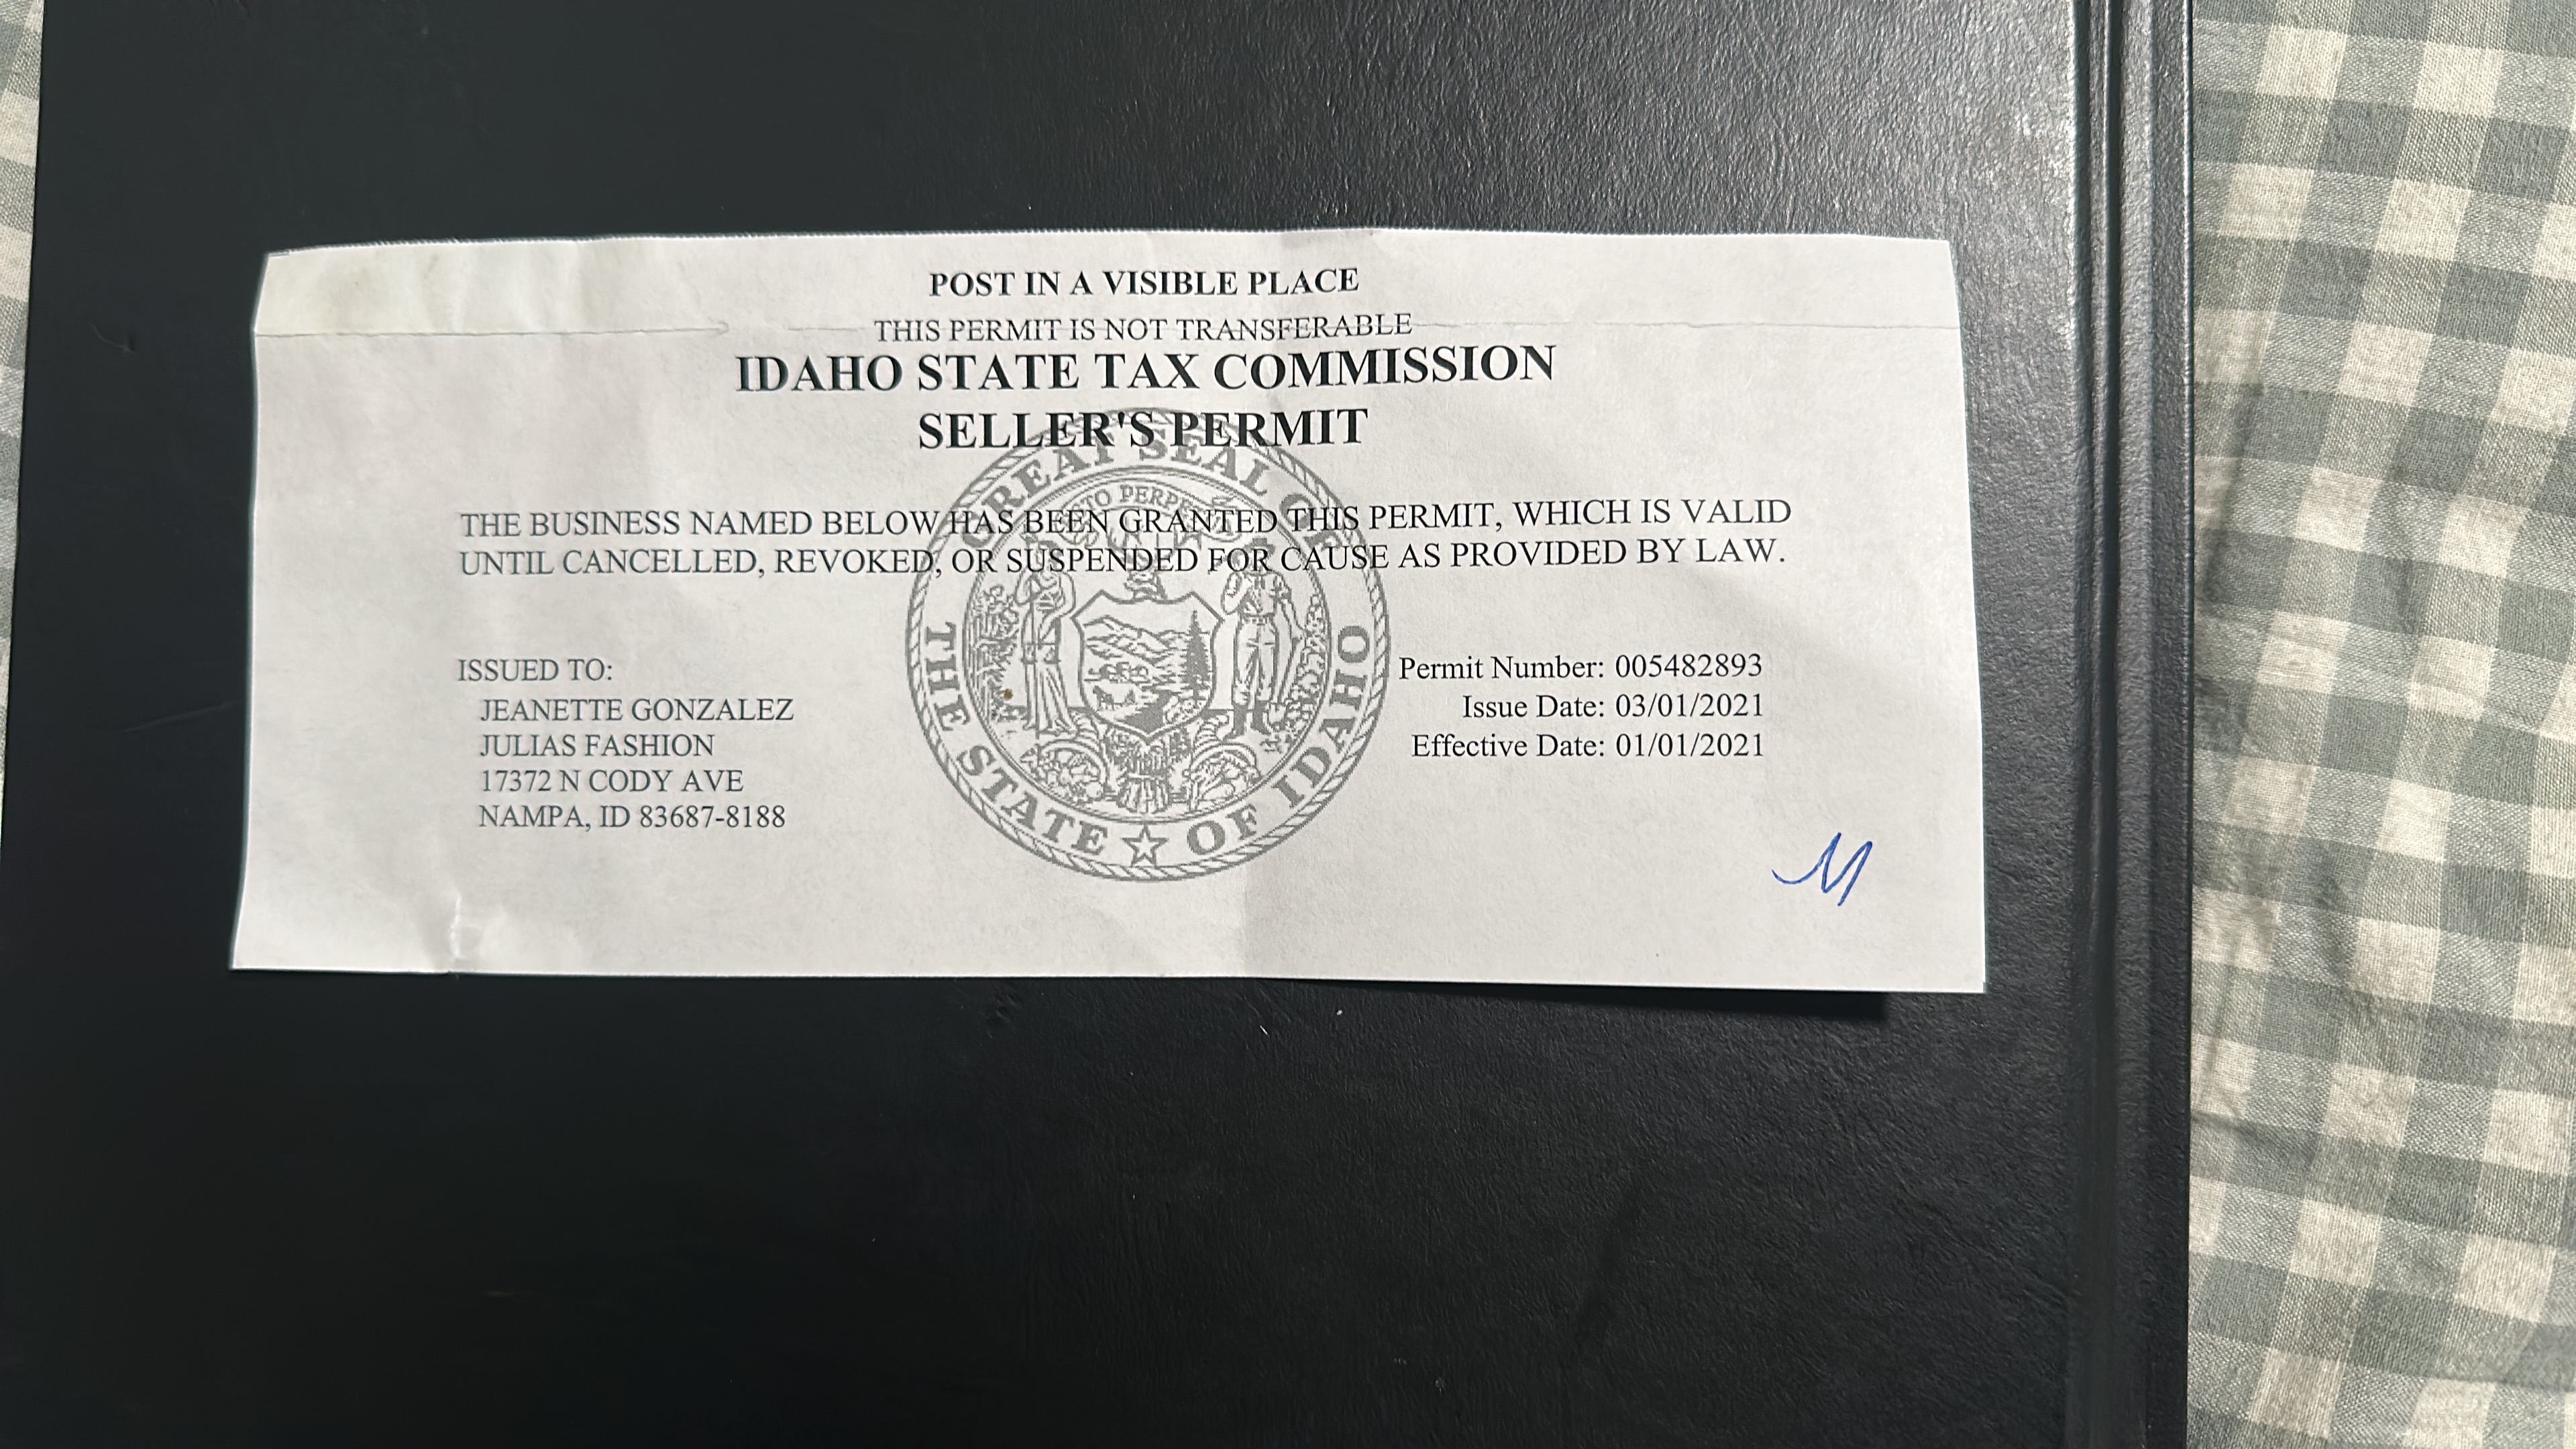 POST IN A VISIBLE PLACE
THIS PERMIT IS NOT TRANSFERABLE
IDAHO STATE TAX COMMISSION
SELLER'S PERMIT
THE BUSINESS NAMED BELOW HAS BEEN GRANTED THIS PERMIT, WHICH IS VALID
UNTIL CANCELLED, REVOKED, OR SUSPENDED FOR CAUSE AS PROVIDED BY LAW.
ISSUED TO:
JEANETTE GONZALEZ
JULIAS FASHION
17372 N CODY AVE
NAMPA, ID 83687-8188
Permit Number: 005482893
Issue Date: 03/01/2021
Effective Date: 01/01/2021
GREAT SEAL OF
THE STATE OF IDAHO